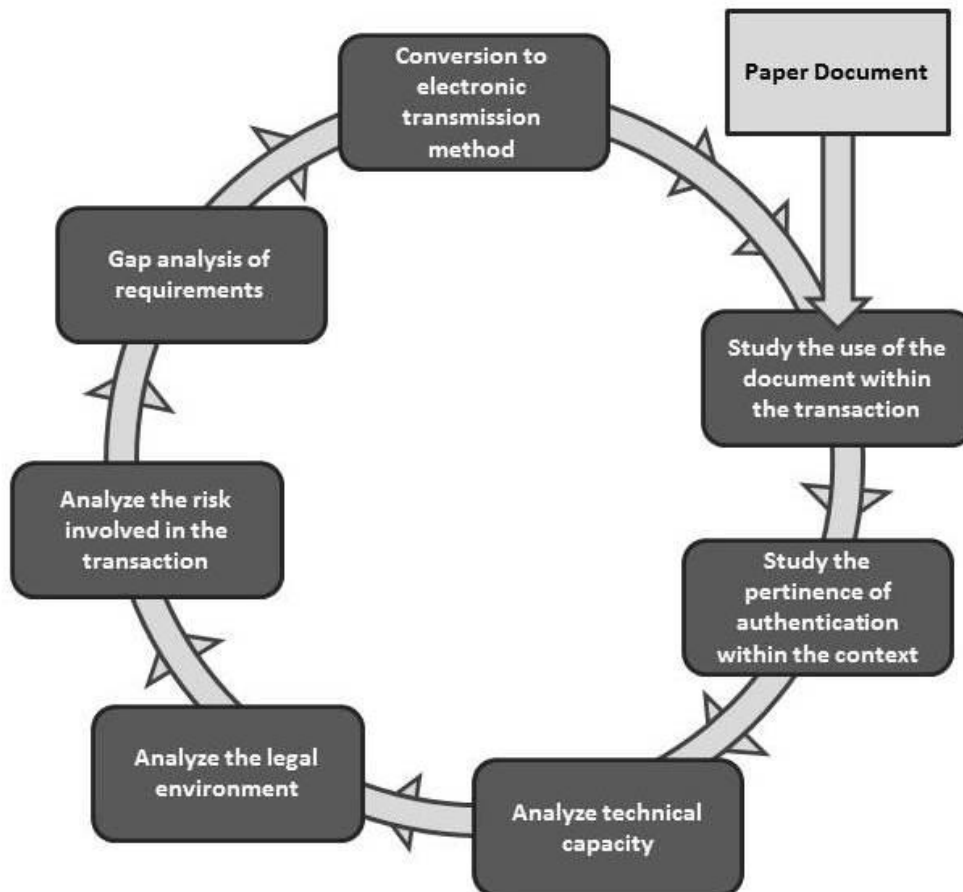 Paper Document
Conversion to
electronic
transmission
method
Study the use of the
document within
the transaction
Study the
pertinence of
authentication
within the context
Analyze technical
capacity
Analyze the legal
environment
Analyze the risk
involved in the
transaction
Gap analysis of
requirements